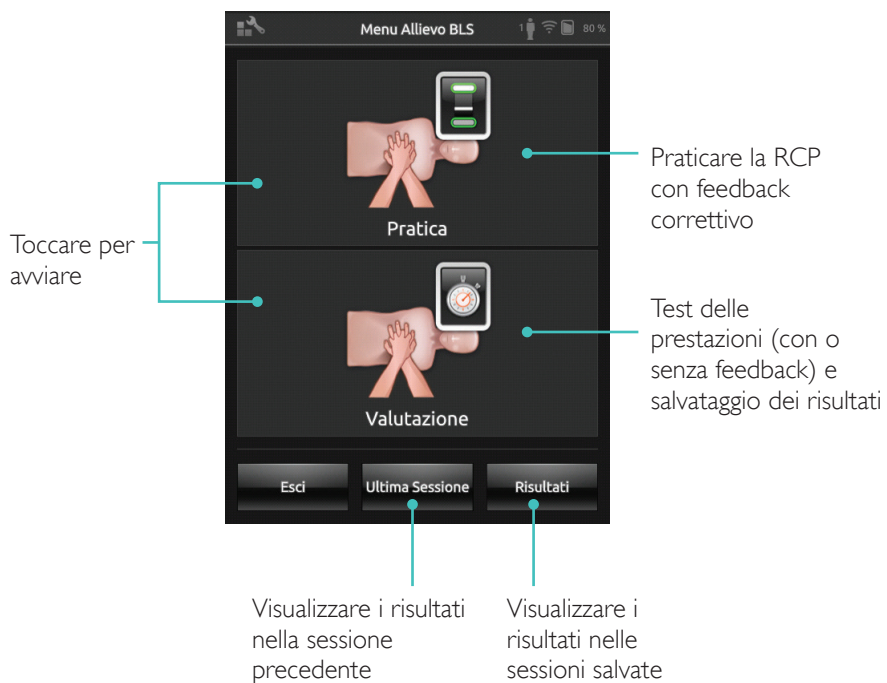 Menu Allievo BLS
1
80 %
Pratica
Praticare la RCP
con feedback
correttivo
Toccare per
avviare
Valutazione
Test delle
prestazioni (con o
senza feedback) e
salvataggio dei risultati
Esci
Ultima Sessione
Risultati
Visualizzare i risultati
nella sessione
precedente
Visualizzare i
risultati nelle
sessioni salvate